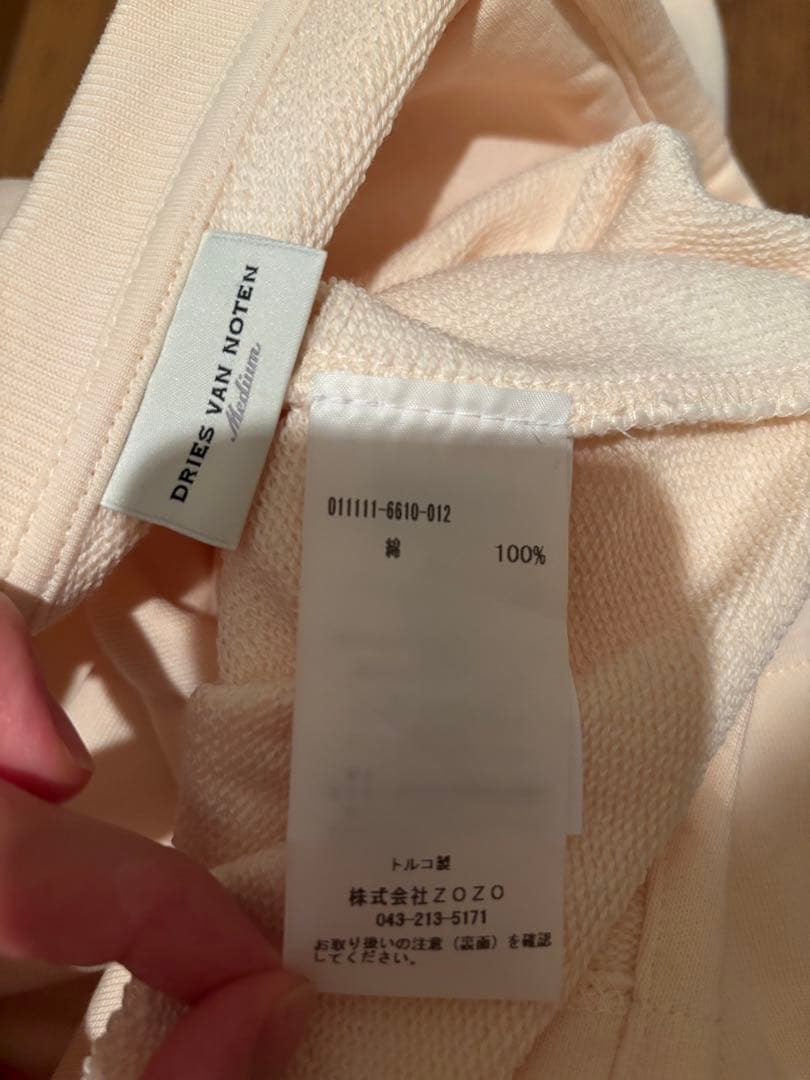 DRIES VAN NOTEN
Medium
011111-6610-012
綿 100%
トルコ製
株式会社ZOZO
043-213-5171
お取り扱いの注意（裏面）を確認
してください。